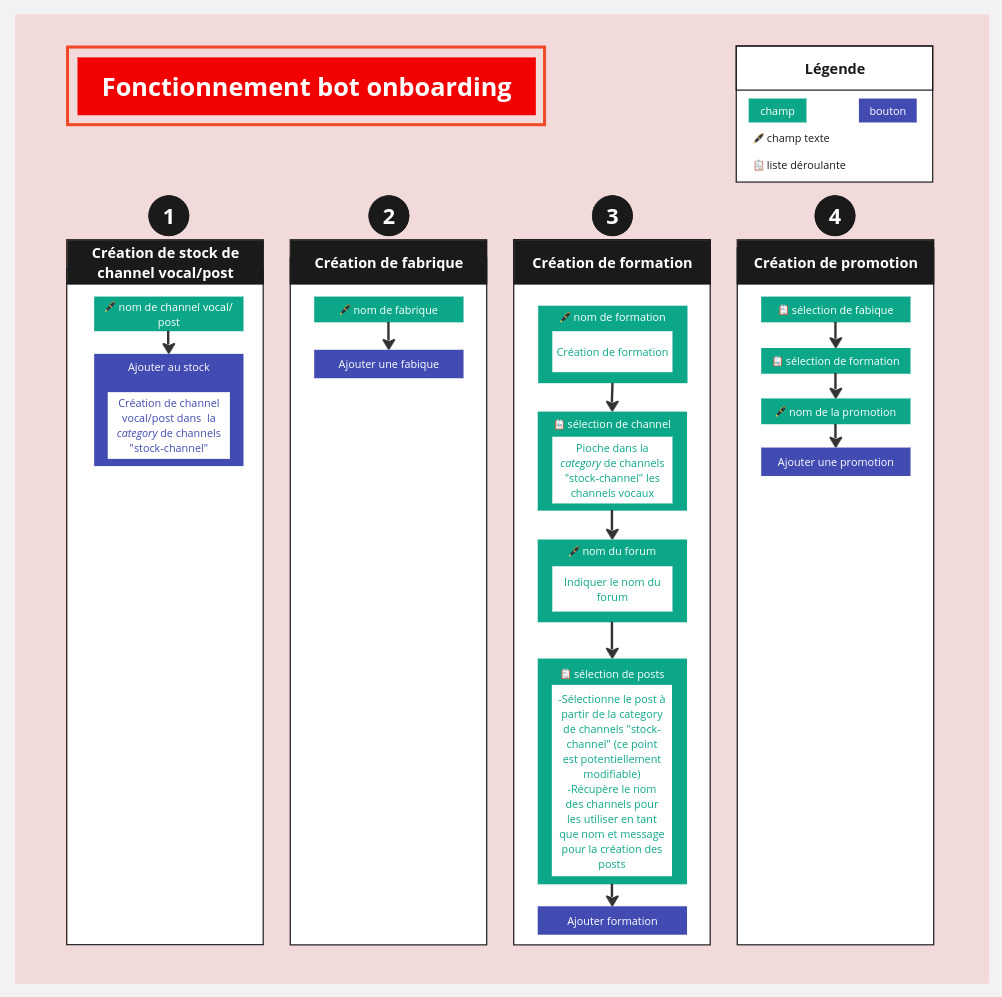 Fonctionnement bot onboarding
Légende
champ
bouton
champ texte
liste déroulante
1
Création de stock de
channel vocal/post
nom de channel vocal/
post
Ajouter au stock
Création de channel
vocal/post dans la
category de channels
"stock-channel"
2
Création de fabrique
nom de fabrique
Ajouter une fabique
3
Création de formation
nom de formation
Création de formation
sélection de channel
Pioche dans la
category de channels
"stock-channel" les
channels vocaux
nom du forum
Indiquer le nom du
forum
sélection de posts
-Sélectionne le post à
partir de la category
de channels "stock-
channel" (ce point
est potentiellement
modifiable)
-Récupère le nom
des channels pour
les utiliser en tant
que nom et message
pour la création des
posts
Ajouter formation
4
Création de promotion
sélection de fabique
sélection de formation
nom de la promotion
Ajouter une promotion